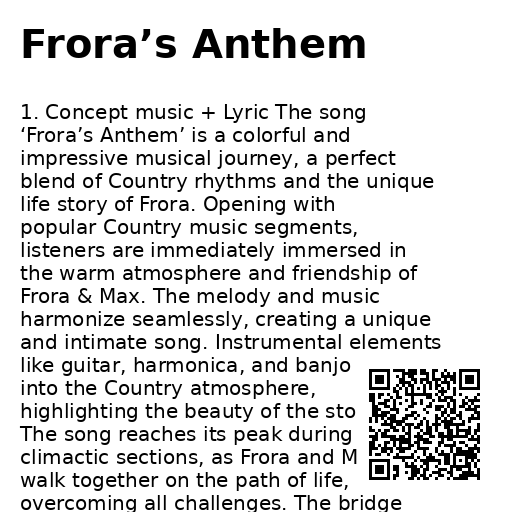 Frora’s Anthem
1. Concept music + Lyric The song
‘Frora’s Anthem’ is a colorful and
impressive musical journey, a perfect
blend of Country rhythms and the unique
life story of Frora. Opening with
popular Country music segments,
listeners are immediately immersed in
the warm atmosphere and friendship of
Frora & Max. The melody and music
harmonize seamlessly, creating a unique
and intimate song. Instrumental elements
like guitar, harmonica, and banjo
into the Country atmosphere,
highlighting the beauty of the sto
The song reaches its peak during
climactic sections, as Frora and M
walk together on the path of life,
overcoming all challenges. The bridge